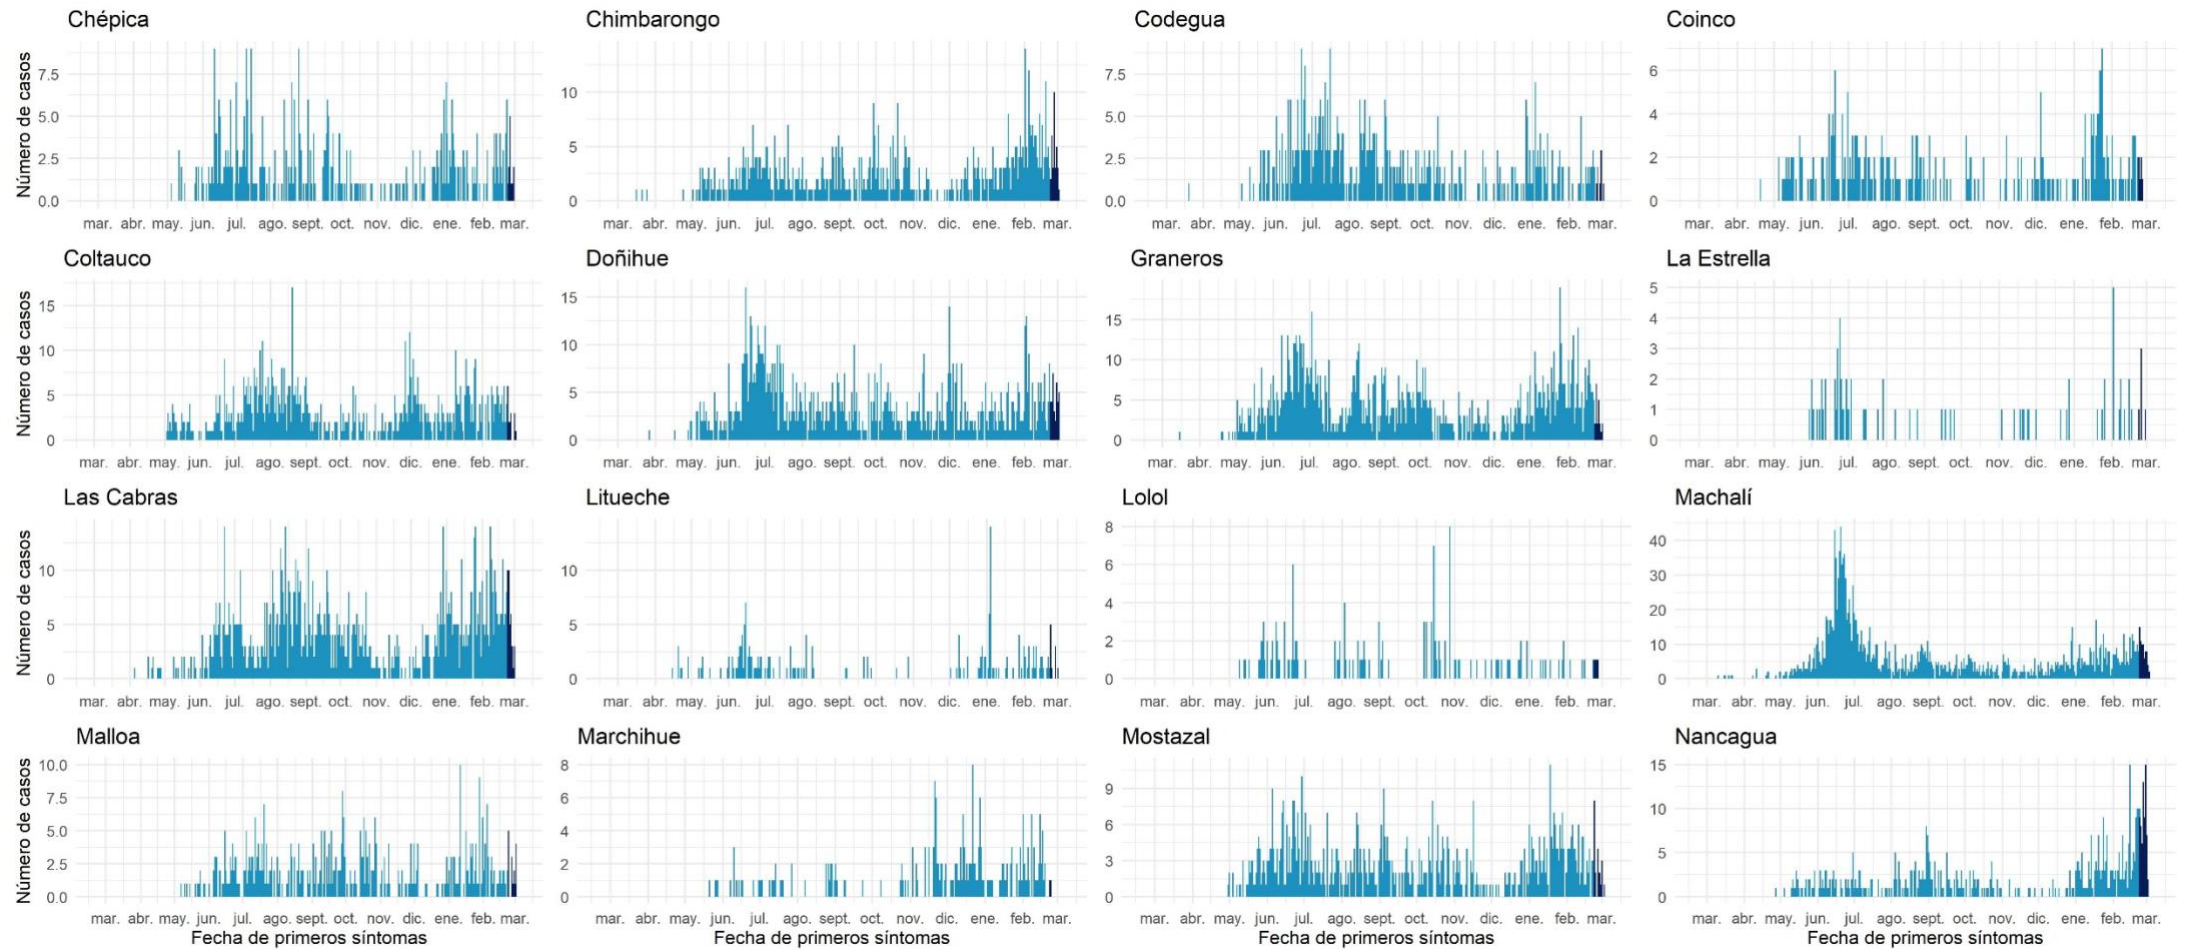 Chépica
Chimbarongo
Codegua
Coinco
Número de casos
7.5
5.0
2.5
0.0
10
5
0
7.5
5.0
2.5
0.0
6
4
2
0
mar. abr. may. jun. jul. ago. sept. oct. nov. dic. ene. feb. mar.
mar. abr. may. jun. jul. ago. sept. oct. nov. dic. ene. feb. mar.
mar. abr. may. jun. jul. ago. sept. oct. nov. dic. ene. feb. mar.
mar. abr. may. jun. jul. ago. sept. oct. nov. dic. ene. feb. mar.
Coltauco
Doñihue
Graneros
La Estrella
Número de casos
15
10
5
0
15
10
5
0
15
10
5
0
5
4
3
2
1
0
mar. abr. may. jun. jul. ago. sept. oct. nov. dic. ene. feb. mar.
mar. abr. may. jun. jul. ago. sept. oct. nov. dic. ene. feb. mar.
mar. abr. may. jun. jul. ago. sept. oct. nov. dic. ene. feb. mar.
mar. abr. may. jun. jul. ago. sept. oct. nov. dic. ene. feb. mar.
Las Cabras
Litueche
Lolol
Machalí
Número de casos
10
5
0
10
5
0
8
6
4
2
0
40
30
20
10
0
mar. abr. may. jun. jul. ago. sept. oct. nov. dic. ene. feb. mar.
mar. abr. may. jun. jul. ago. sept. oct. nov. dic. ene. feb. mar.
mar. abr. may. jun. jul. ago. sept. oct. nov. dic. ene. feb. mar.
mar. abr. may. jun. jul. ago. sept. oct. nov. dic. ene. feb. mar.
Malloa
Marchihue
Mostazal
Nancagua
Número de casos
10.0
7.5
5.0
2.5
0.0
8
6
4
2
0
9
6
3
0
15
10
5
0
mar. abr. may. jun. jul. ago. sept. oct. nov. dic. ene. feb. mar.
mar. abr. may. jun. jul. ago. sept. oct. nov. dic. ene. feb. mar.
mar. abr. may. jun. jul. ago. sept. oct. nov. dic. ene. feb. mar.
mar. abr. may. jun. jul. ago. sept. oct. nov. dic. ene. feb. mar.
Fecha de primeros síntomas
Fecha de primeros síntomas
Fecha de primeros síntomas
Fecha de primeros síntomas